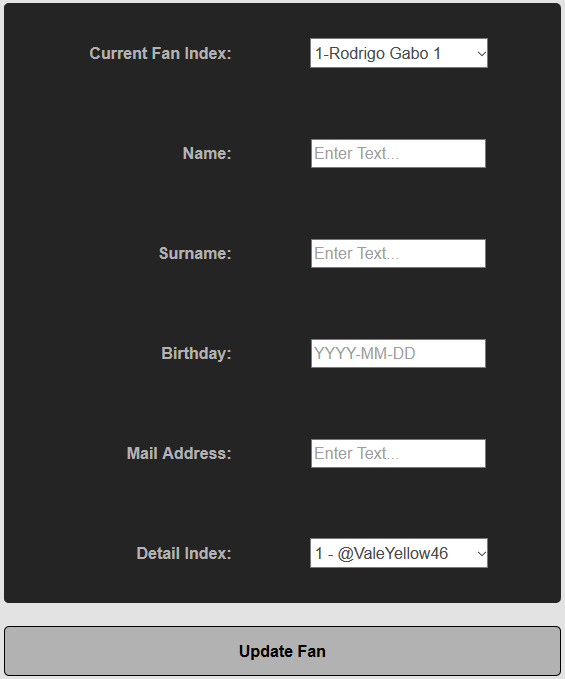 Current Fan Index: 1-Rodrigo Gabo 1
Name: Enter Text...
Surname: Enter Text...
Birthday: YYYY-MM-DD
Mail Address: Enter Text...
Detail Index: 1 - @ValeYellow46
Update Fan